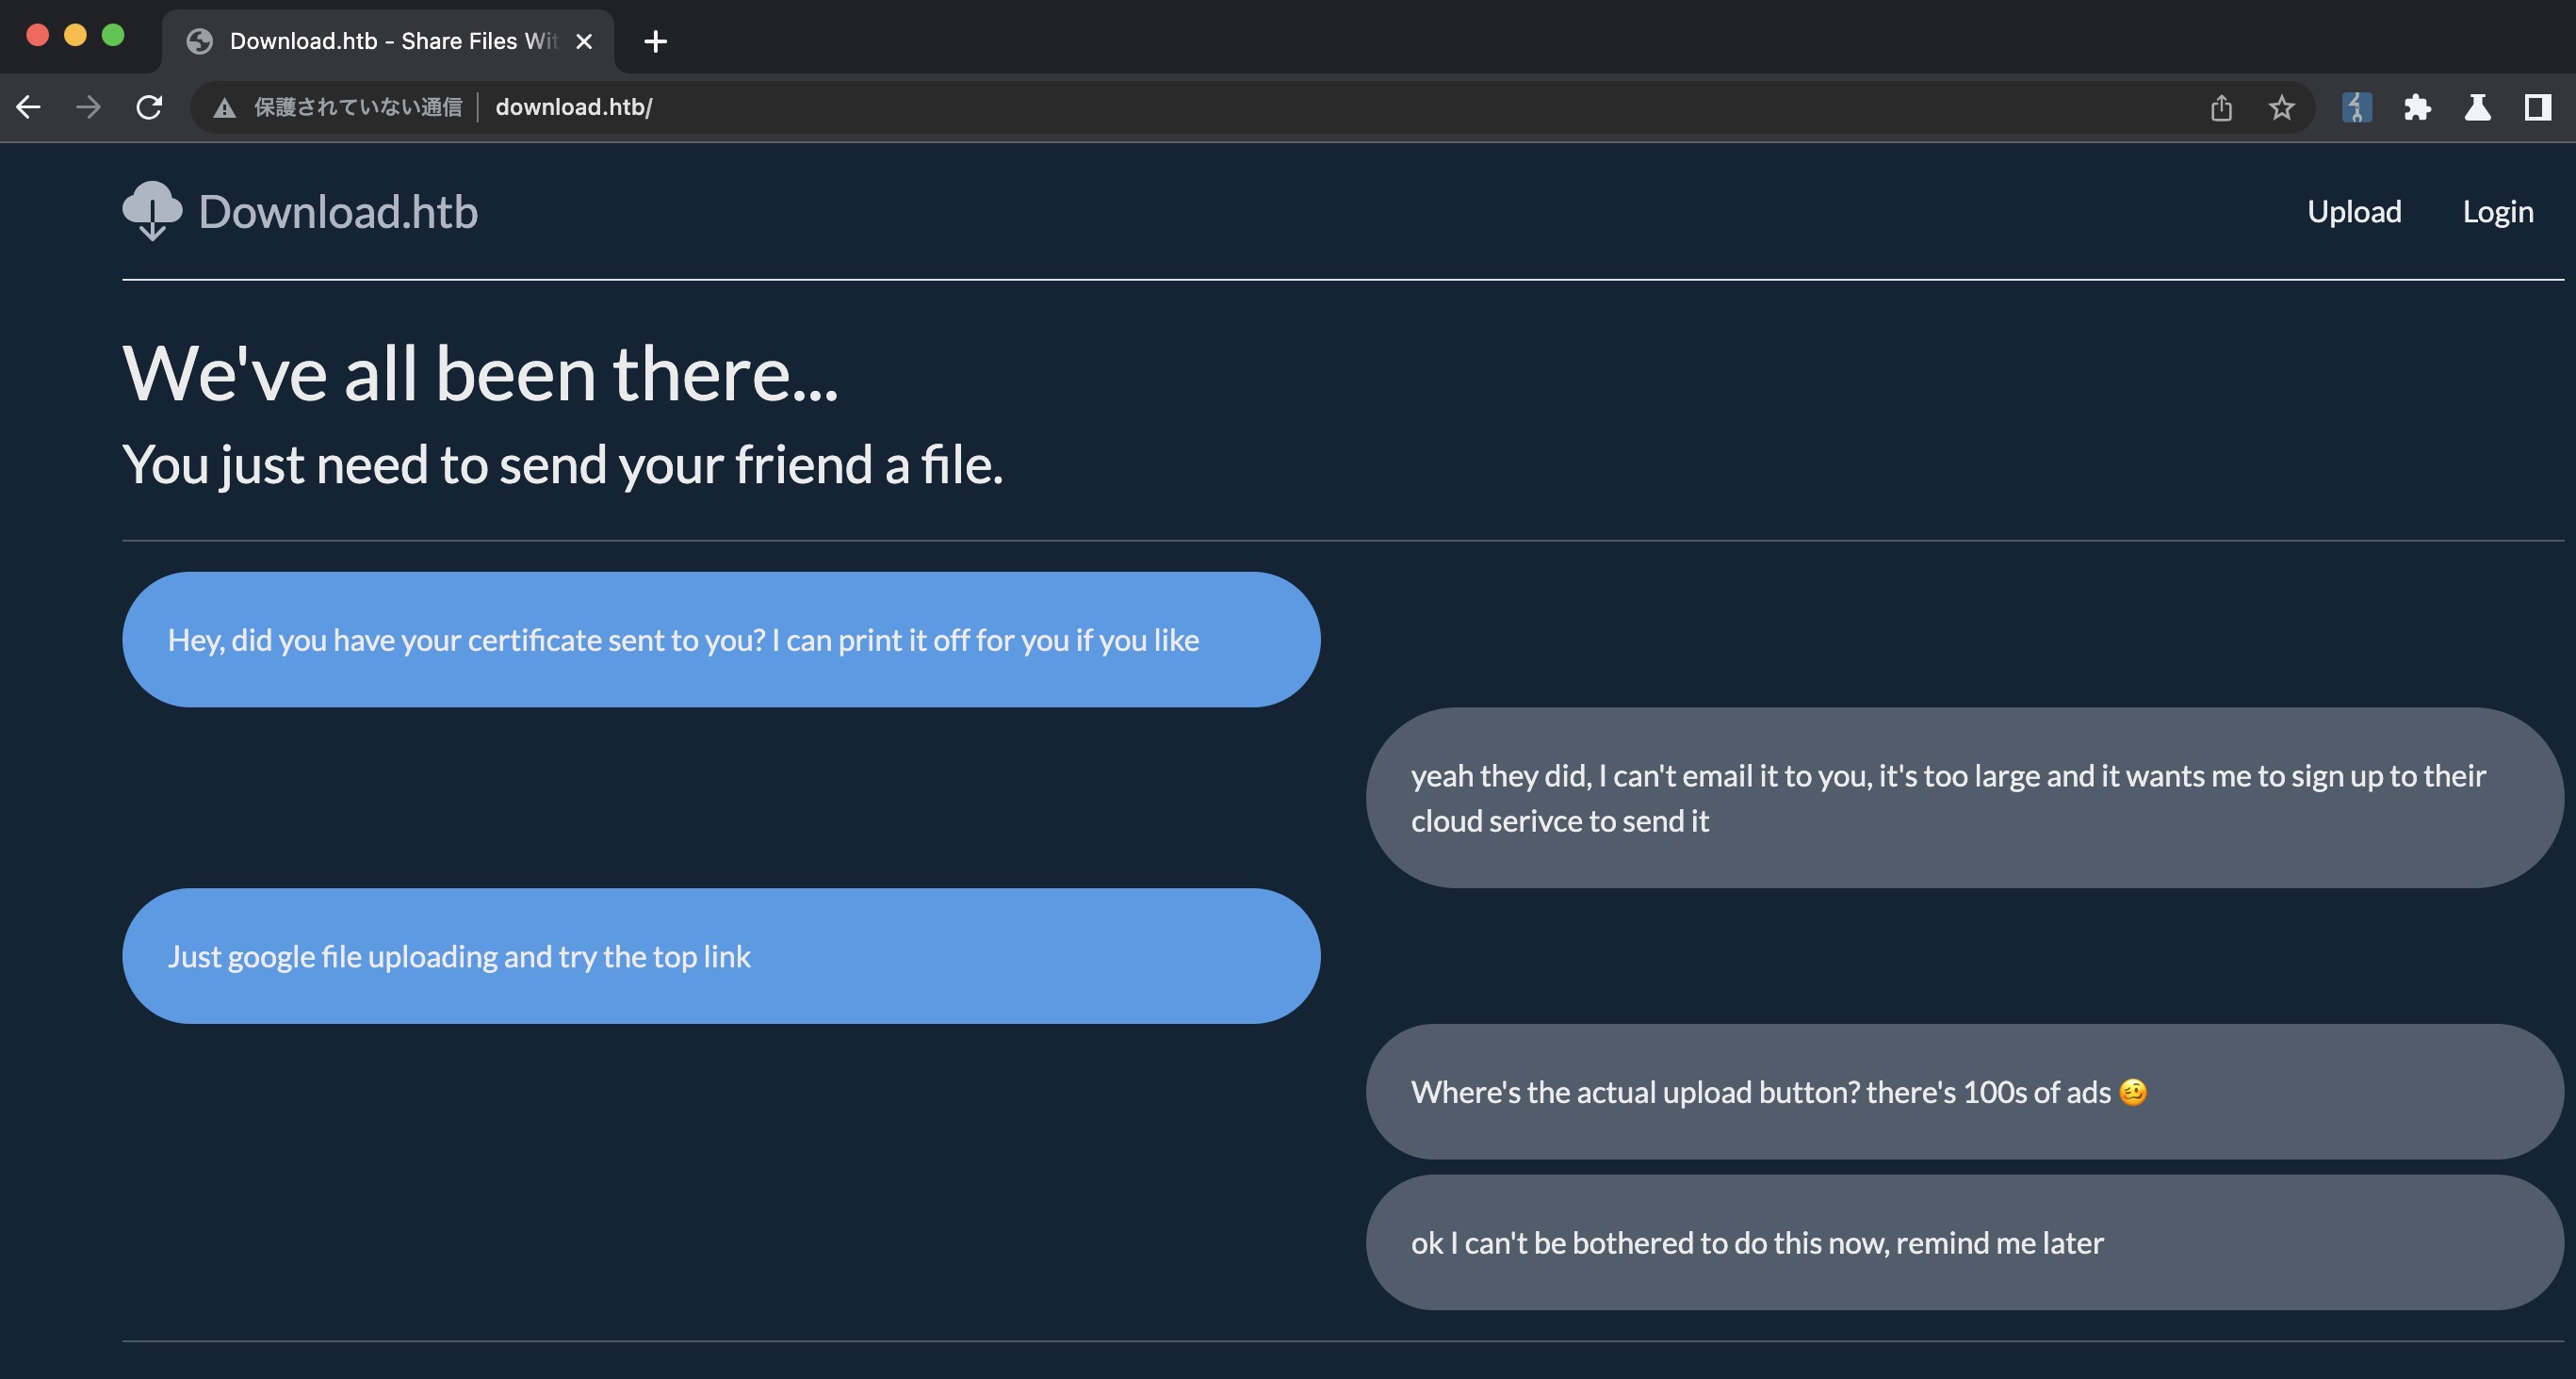 Download.htb - Share Files Wit
保護されていない通信 download.htb/
Download.htb
Upload
Login
We've all been there...
You just need to send your friend a file.
Hey, did you have your certificate sent to you? I can print it off for you if you like
yeah they did, I can't email it to you, it's too large and it wants me to sign up to their
cloud serivce to send it
Just google file uploading and try the top link
Where's the actual upload button? there's 100s of ads 🥴
ok I can't be bothered to do this now, remind me later